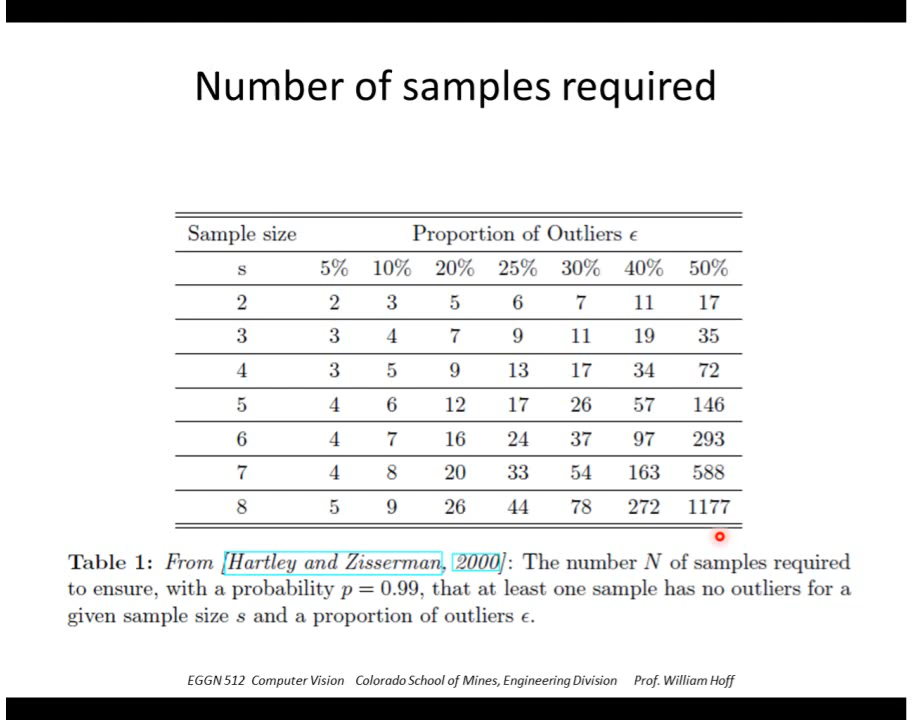 Number of samples required
Sample size Proportion of Outliers ϵ
s 5% 10% 20% 25% 30% 40% 50%
2 2 3 5 6 7 11 17
3 3 4 7 9 11 19 35
4 3 5 9 13 17 34 72
5 4 6 12 17 26 57 146
6 4 7 16 24 37 97 293
7 4 8 20 33 54 163 588
8 5 9 26 44 78 272 1177
Table 1: From [Hartley and Zisserman, 2000]: The number N of samples required
to ensure, with a probability p = 0.99, that at least one sample has no outliers for a
given sample size s and a proportion of outliers ϵ.
EGGN 512 Computer Vision Colorado School of Mines, Engineering Division Prof. William Hoff